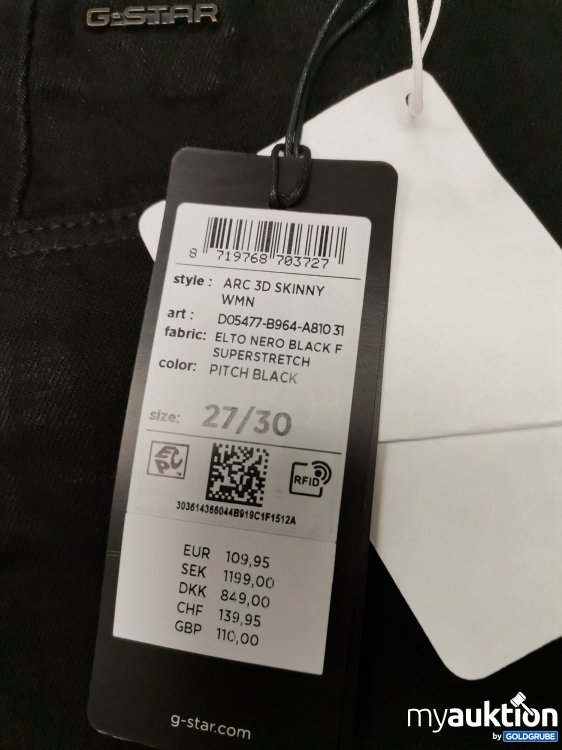 G-STAR
8 719768 703727
style : ARC 3D SKINNY
WMN
art : D05477-B964-A810 31
fabric: ELTO NERO BLACK F
SUPERSTRETCH
color: PITCH BLACK
size: 27/30
EPC™
RFID
303614366044B919C1F1512A
EUR 109,95
SEK 1199,00
DKK 849,00
CHF 139,95
GBP 110,00
g-star.com
myauktion
by GOLDGRUBE